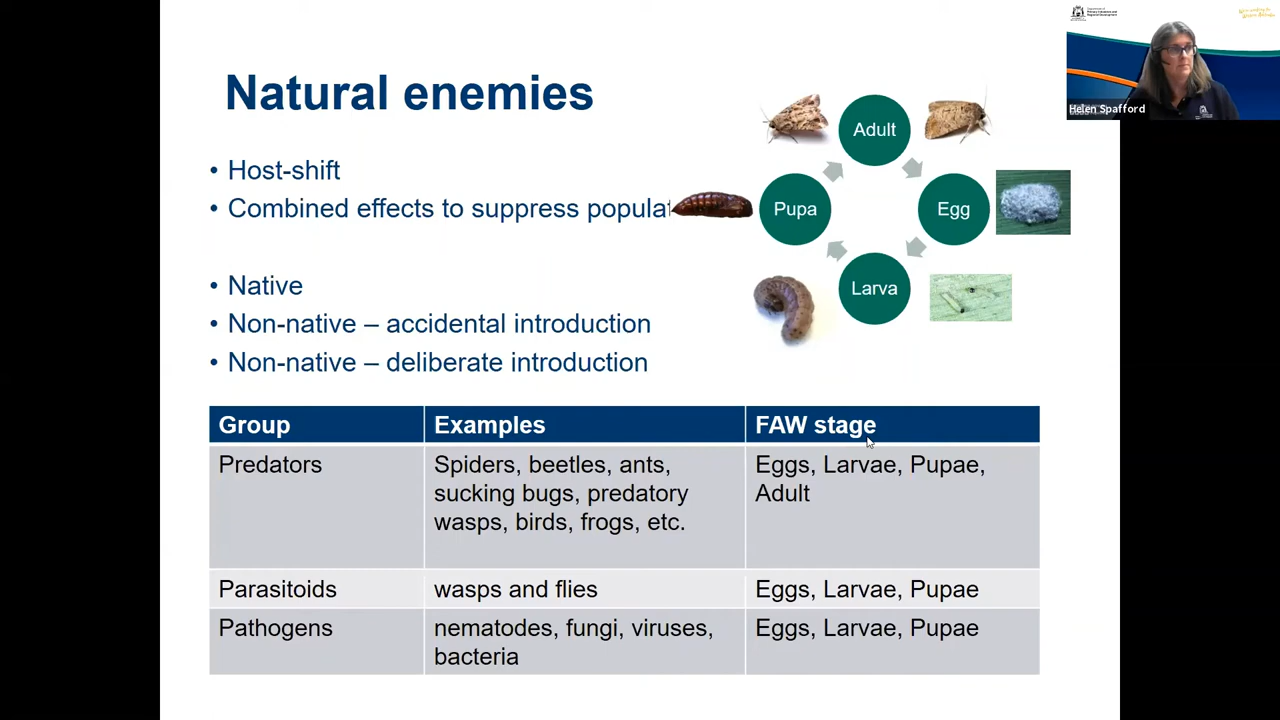 Natural enemies
• Host-shift
• Combined effects to suppress populat
• Native
• Non-native – accidental introduction
• Non-native – deliberate introduction
Adult
Egg
Larva
Pupa
Helen Spafford
Group Examples FAW stage
Predators Spiders, beetles, ants, Eggs, Larvae, Pupae,
sucking bugs, predatory Adult
wasps, birds, frogs, etc.
Parasitoids wasps and flies Eggs, Larvae, Pupae
Pathogens nematodes, fungi, viruses, Eggs, Larvae, Pupae
bacteria